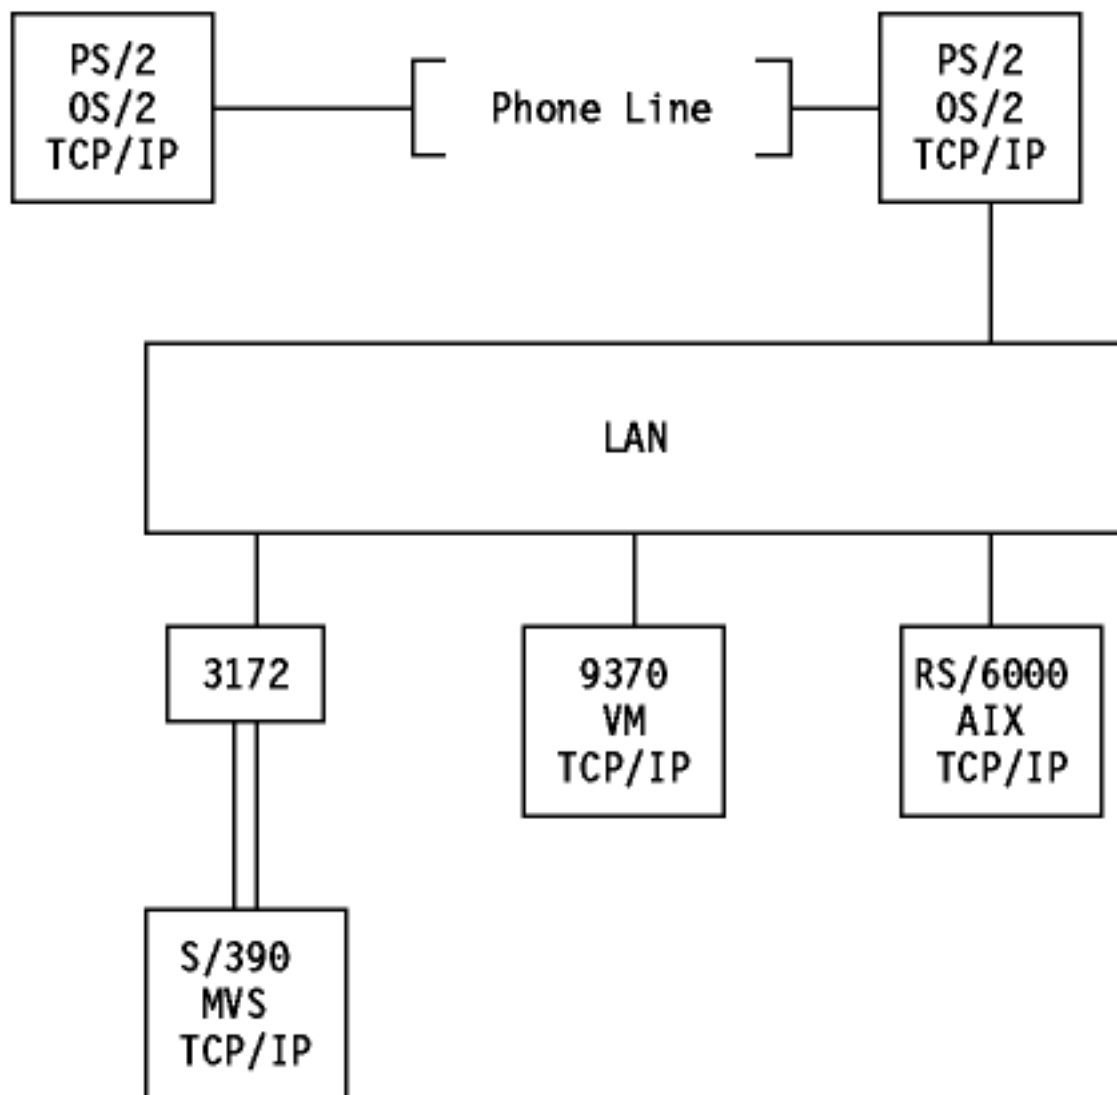 PS/2
OS/2
TCP/IP
Phone Line
PS/2
OS/2
TCP/IP
LAN
3172
9370
VM
TCP/IP
RS/6000
AIX
TCP/IP
S/390
MVS
TCP/IP